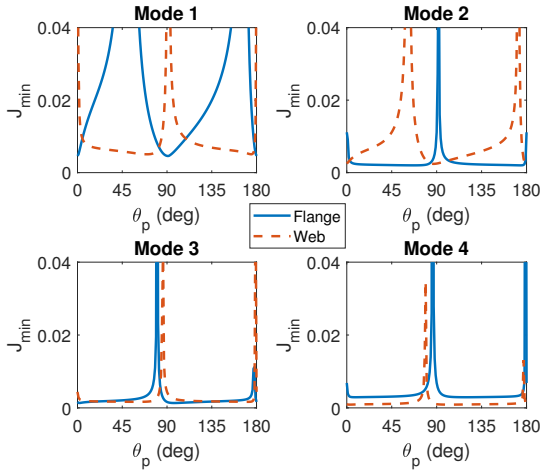 Mode 1
Mode 2
0.04
0.02
0
J_min
0 45 90 135 180
θ_p (deg)
0.04
0.02
0
J_min
0 45 90 135 180
θ_p (deg)
Flange
Web
Mode 3
Mode 4
0.04
0.02
0
J_min
0 45 90 135 180
θ_p (deg)
0.04
0.02
0
J_min
0 45 90 135 180
θ_p (deg)